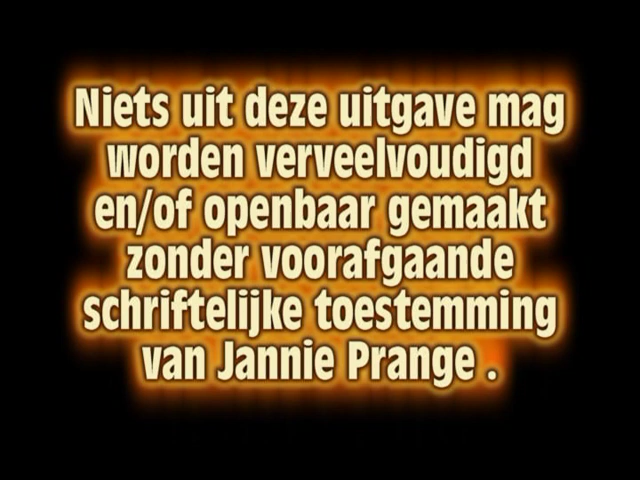 Niets uit deze uitgave mag
worden verveelvoudigd
en/of openbaar gemaakt
zonder voorafgaande
schriftelijke toestemming
van Jannie Prange .